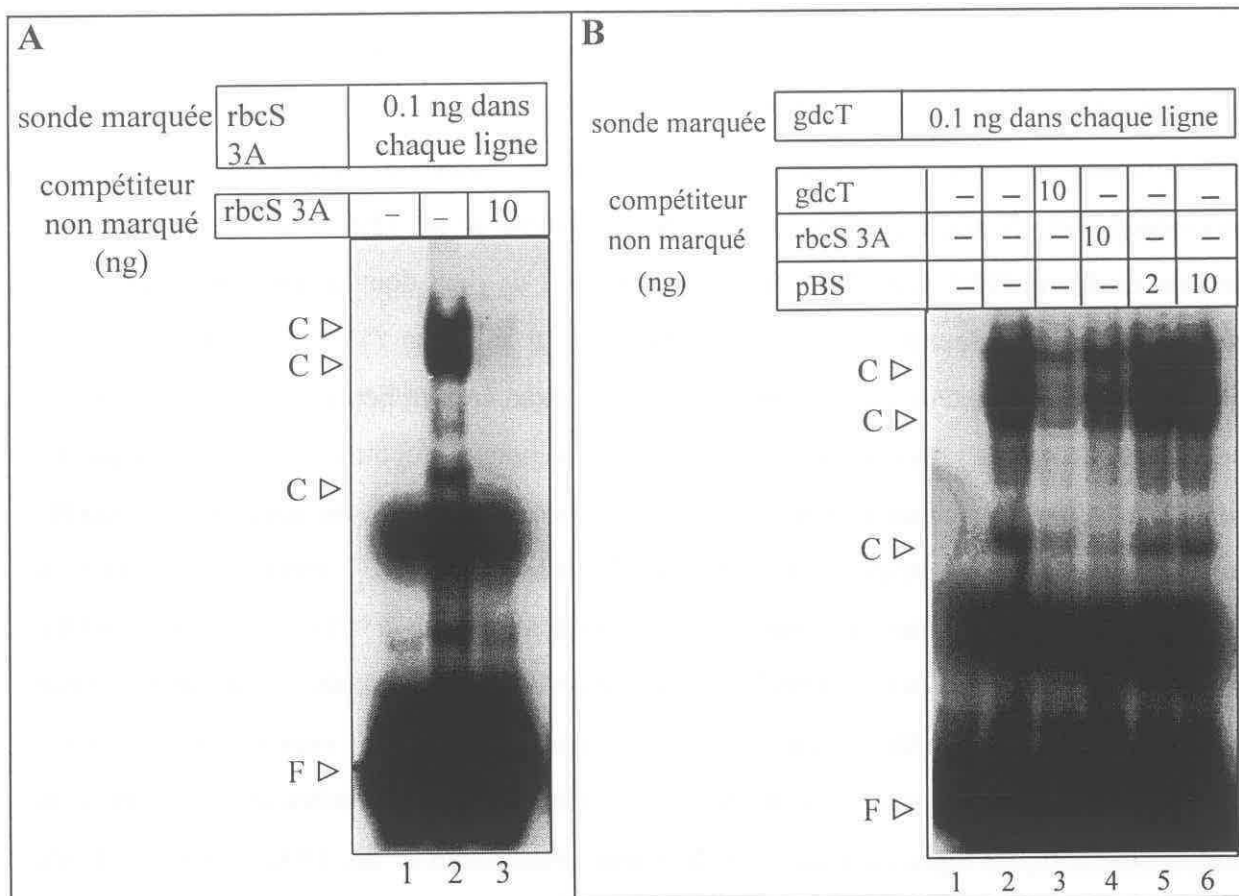 A
sonde marquée rbcS 3A 0.1 ng dans chaque ligne
compétiteur non marqué (ng) rbcS 3A – – 10
C ▷
C ▷
C ▷
F ▷
1 2 3
B
sonde marquée gdcT 0.1 ng dans chaque ligne
compétiteur non marqué (ng)
gdcT – – 10 – – –
rbcS 3A – – – 10 – –
pBS – – – – 2 10
C ▷
C ▷
C ▷
F ▷
1 2 3 4 5 6